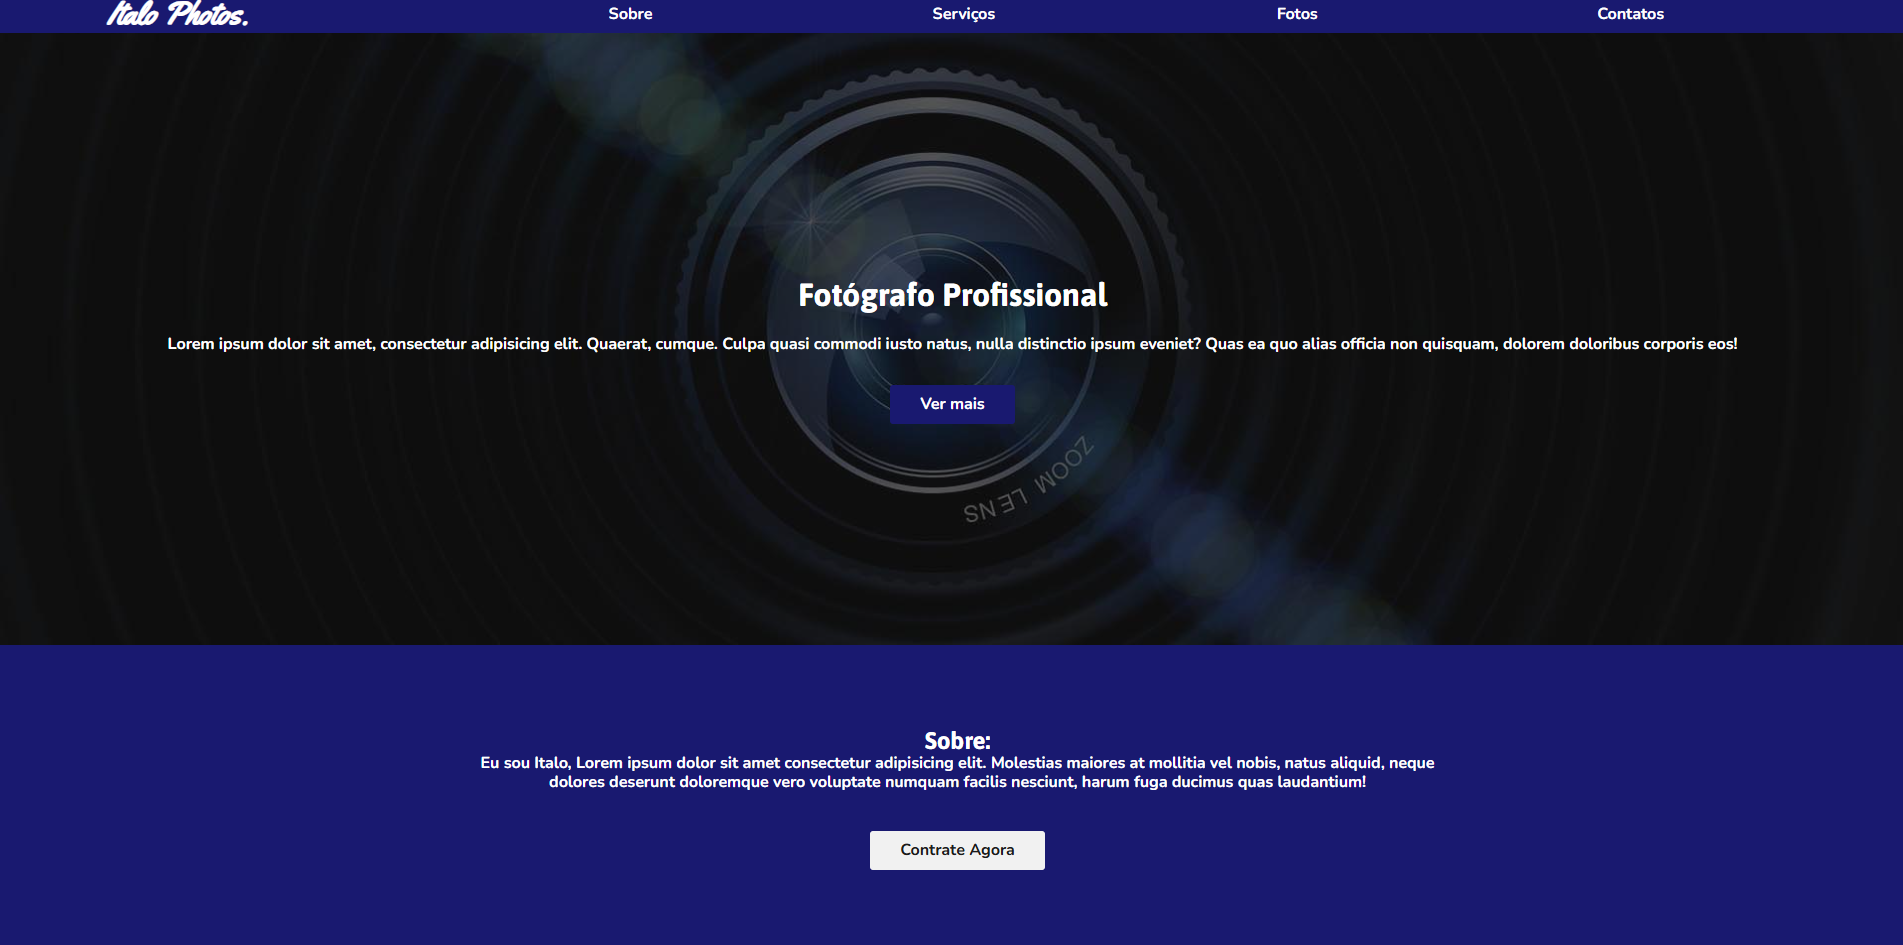 Italo Photos.
Sobre
Serviços
Fotos
Contatos
Fotógrafo Profissional
Lorem ipsum dolor sit amet, consectetur adipisicing elit. Quaerat, cumque. Culpa quasi commodi iusto natus, nulla distinctio ipsum eveniet? Quas ea quo alias officia non quisquam, dolorem doloribus corporis eos!
Ver mais
ZOOM LENS
Sobre:
Eu sou Italo, Lorem ipsum dolor sit amet consectetur adipisicing elit. Molestias maiores at mollitia vel nobis, natus aliquid, neque
dolores deserunt doloremque vero voluptate numquam facilis nesciunt, harum fuga ducimus quas laudantium!
Contrate Agora